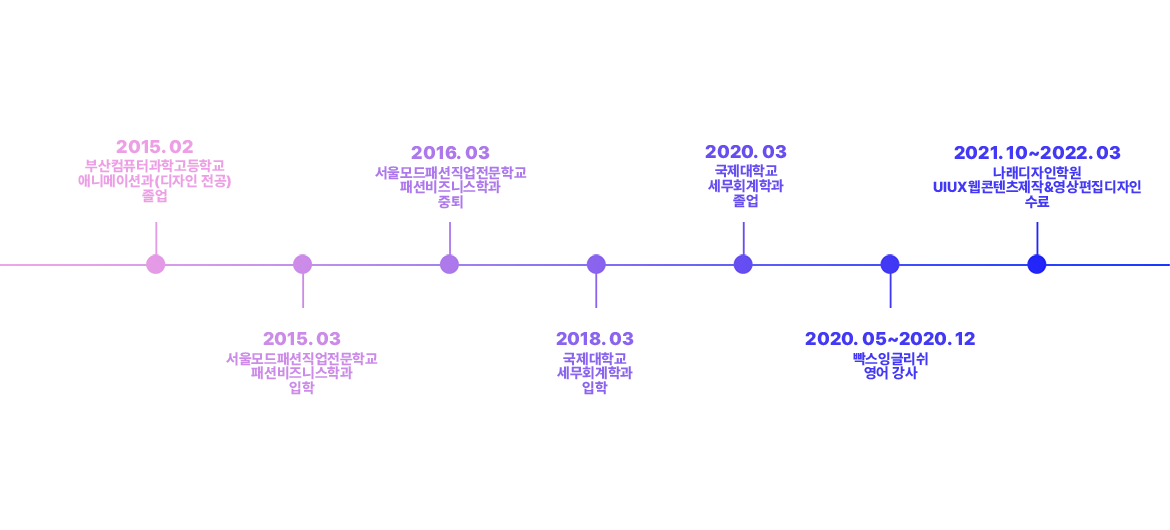 2015. 02
부산컴퓨터과학고등학교
애니메이션과(디자인 전공)
졸업
2015. 03
서울모드패션직업전문학교
패션비즈니스학과
입학
2016. 03
서울모드패션직업전문학교
패션비즈니스학과
중퇴
2018. 03
국제대학교
세무회계학과
입학
2020. 03
국제대학교
세무회계학과
졸업
2020. 05~2020. 12
빡스잉글리쉬
영어 강사
2021. 10~2022. 03
나래디자인학원
UIUX웹콘텐츠제작&영상편집디자인
수료